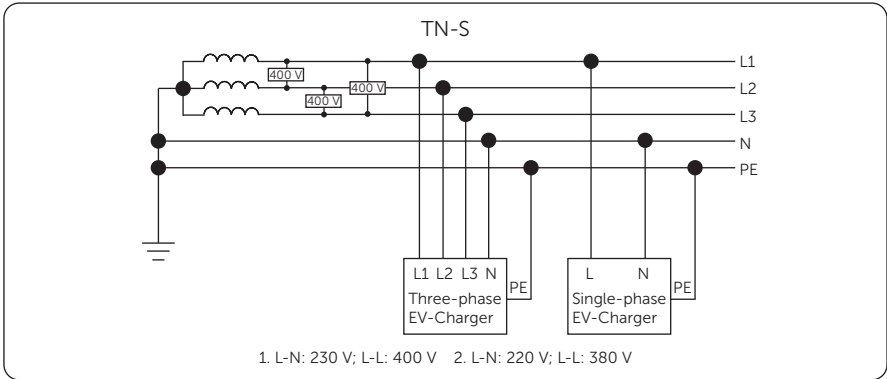 TN-S
L1
400 V
400 V
L2
400 V
L3
N
PE
L1 L2 L3 N
PE
Three-phase
EV-Charger
L N
PE
Single-phase
EV-Charger
1. L-N: 230 V; L-L: 400 V 2. L-N: 220 V; L-L: 380 V